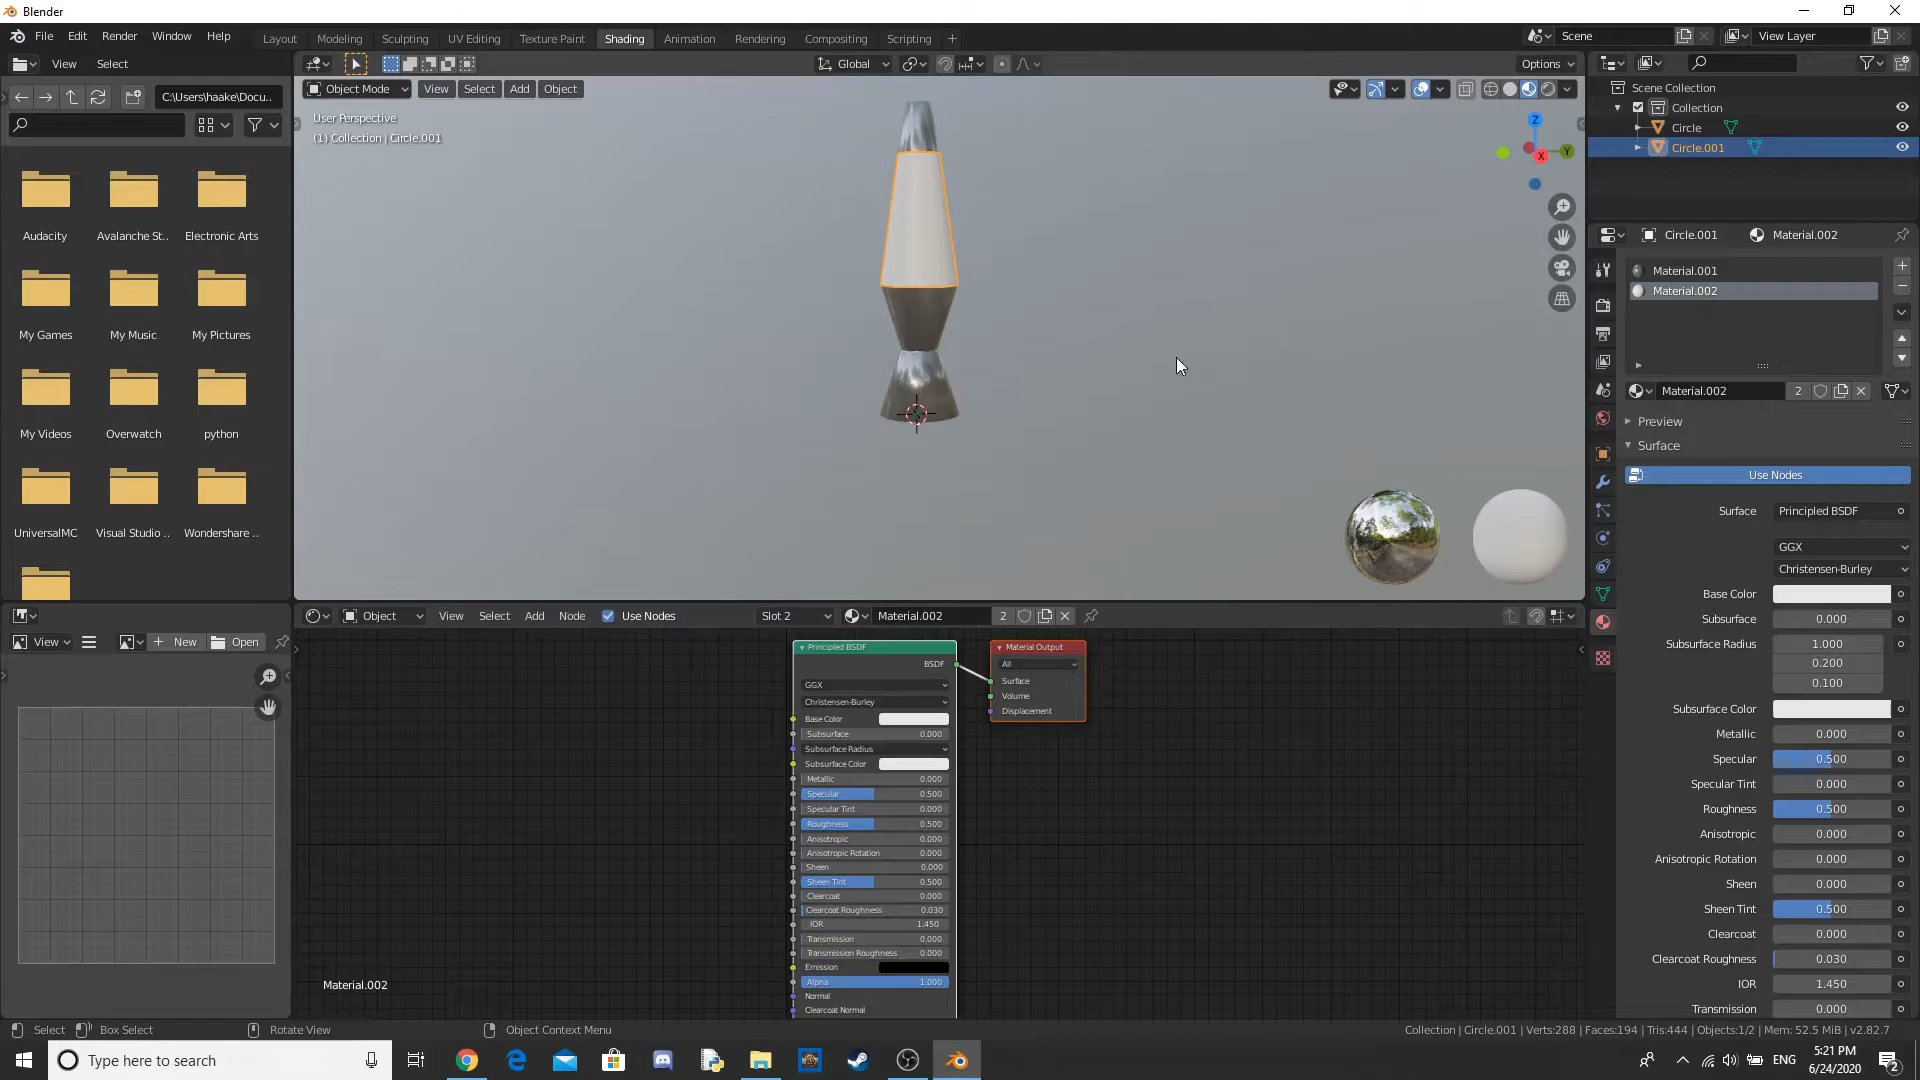 Blender
File Edit Render Window Help
Layout Modeling Sculpting UV Editing Texture Paint Shading Animation Rendering Compositing Scripting
Scene
View Layer
View Select
Global
Options
C:\Users\haake\Docu..
Object Mode View Select Add Object
User Perspective
(1) Collection | Circle.001
Z
Y
X
Audacity Avalanche St.. Electronic Arts
My Games My Music My Pictures
My Videos Overwatch python
UniversalMC Visual Studio .. Wondershare ..
Scene Collection
Collection
Circle
Circle.001
Circle.001 Material.002
Material.001
Material.002
Material.002 2
Preview
Surface
Use Nodes
Surface Principled BSDF
GGX
Christensen-Burley
Base Color
Subsurface 0.000
Subsurface Radius 1.000
0.200
0.100
Subsurface Color
Metallic 0.000
Specular 0.500
Specular Tint 0.000
Roughness 0.500
Anisotropic 0.000
Anisotropic Rotation 0.000
Sheen 0.000
Sheen Tint 0.500
Clearcoat 0.000
Clearcoat Roughness 0.030
IOR 1.450
Transmission 0.000
View New Open
Object View Select Add Node Use Nodes Slot 2 Material.002 2
Principled BSDF
BSDF
GGX
Christensen-Burley
Base Color
Subsurface 0.000
Subsurface Radius
Subsurface Color
Metallic 0.000
Specular 0.500
Specular Tint 0.000
Roughness 0.500
Anisotropic 0.000
Anisotropic Rotation 0.000
Sheen 0.000
Sheen Tint 0.500
Clearcoat 0.000
Clearcoat Roughness 0.030
IOR 1.450
Transmission 0.000
Transmission Roughness 0.000
Emission
Alpha 1.000
Normal
Clearcoat Normal
Material Output
All
Surface
Volume
Displacement
Material.002
Select Box Select Rotate View Object Context Menu
Collection | Circle.001 | Verts:288 | Faces:194 | Tris:444 | Objects:1/2 | Mem: 52.5 MiB | v2.82.7
Type here to search
ENG
5:21 PM
6/24/2020
2